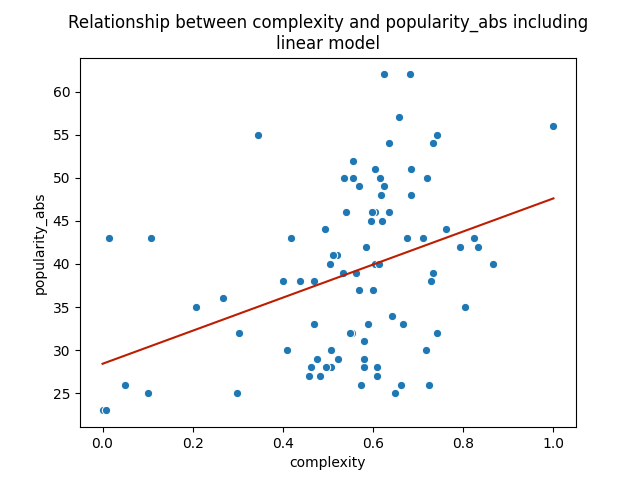 Relationship between complexity and popularity_abs including
linear model
popularity_abs
60
55
50
45
40
35
30
25
0.0 0.2 0.4 0.6 0.8 1.0
complexity